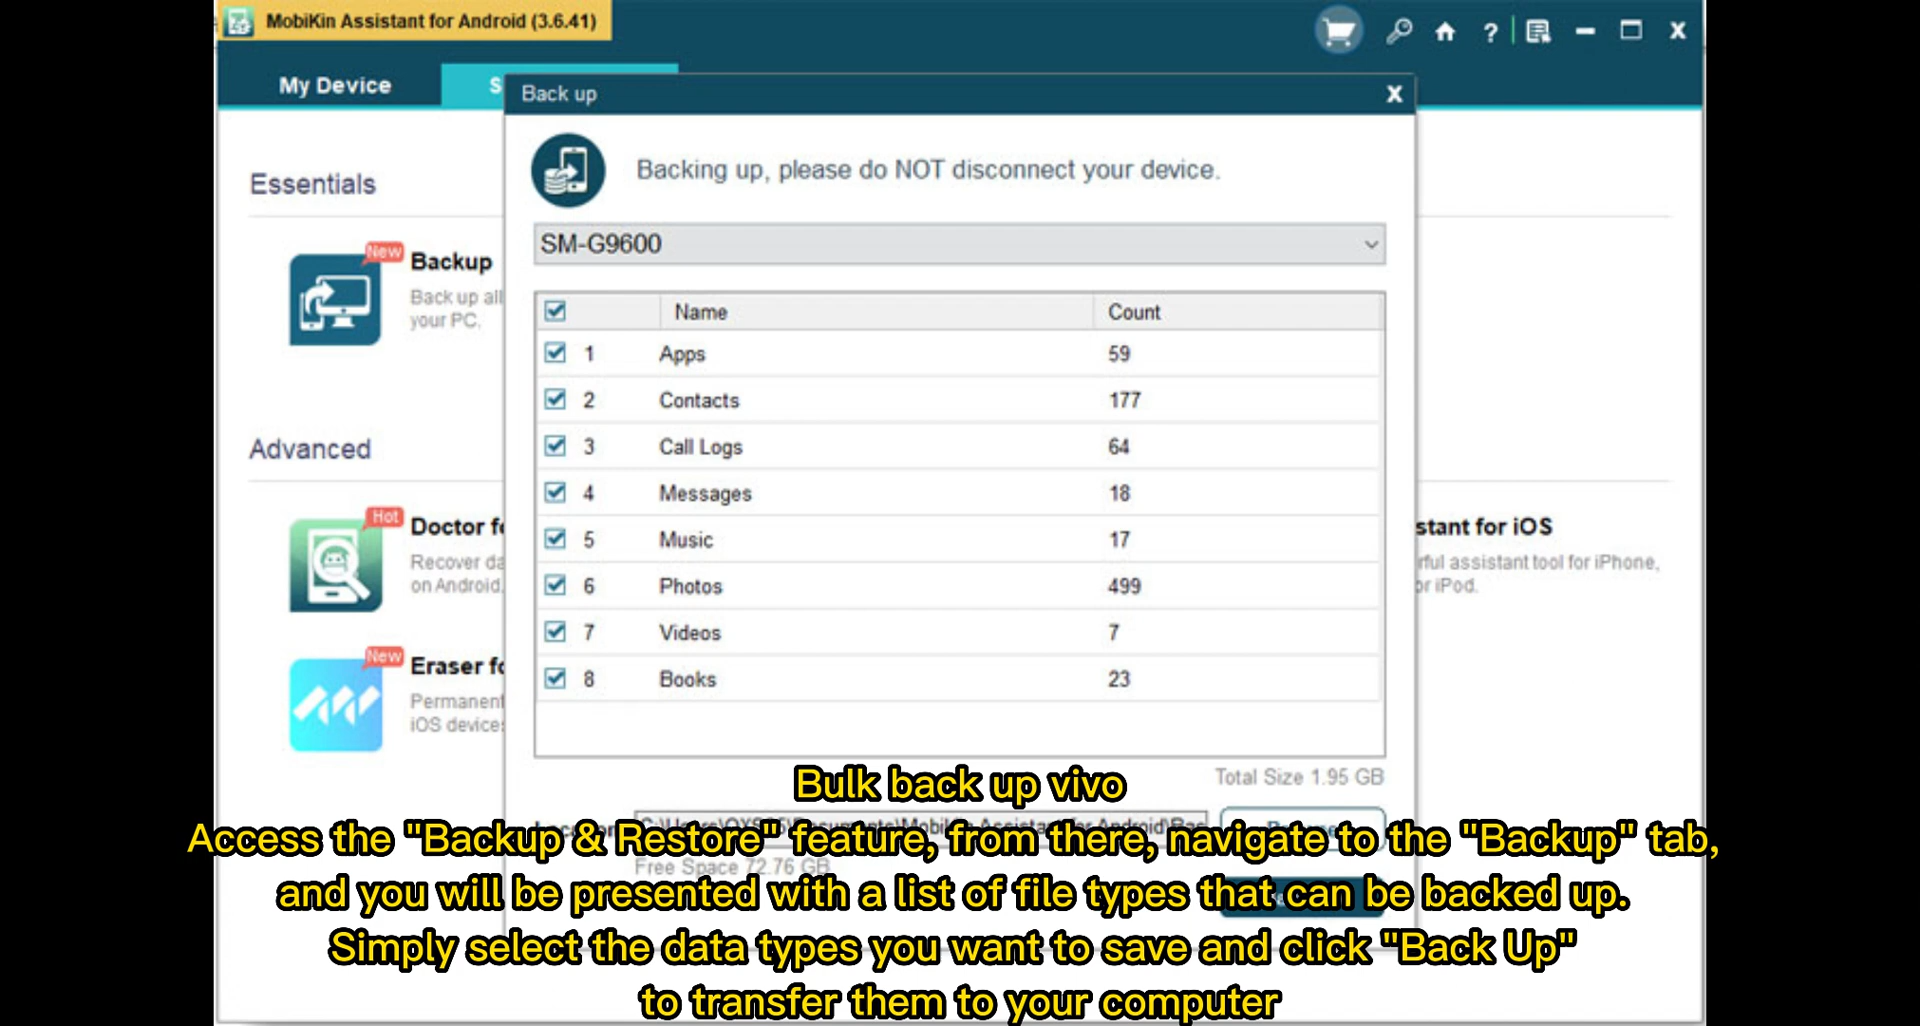 MobiKin Assistant for Android (3.6.41)
?
X
My Device
S
Back up
X
Backing up, please do NOT disconnect your device.
Essentials
SM-G9600
New
Backup
Back up all
your PC.
Name Count
1 Apps 59
2 Contacts 177
3 Call Logs 64
4 Messages 18
5 Music 17
6 Photos 499
7 Videos 7
8 Books 23
Advanced
Hot
Doctor fo
Recover da
on Android.
stant for iOS
rful assistant tool for iPhone,
or iPod.
New
Eraser fo
Permanent
iOS devices
Total Size 1.95 GB
Free Space 72.76 GB
Bulk back up vivo
Access the "Backup & Restore" feature, from there, navigate to the "Backup" tab,
and you will be presented with a list of file types that can be backed up.
Simply select the data types you want to save and click "Back Up"
to transfer them to your computer